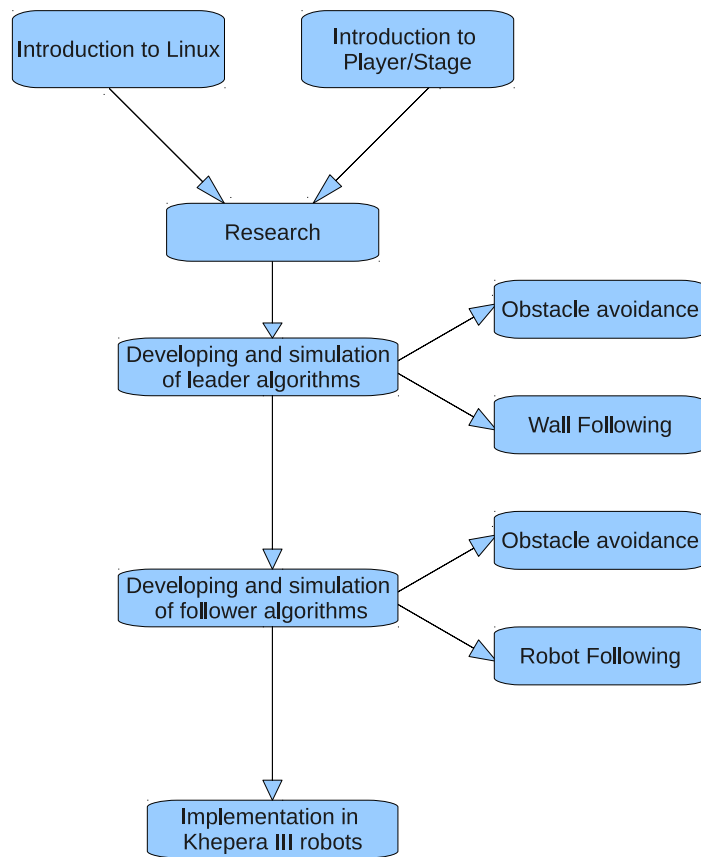 Introduction to Linux
Introduction to
Player/Stage
Research
Developing and simulation
of leader algorithms
Obstacle avoidance
Wall Following
Developing and simulation
of follower algorithms
Obstacle avoidance
Robot Following
Implementation in
Khepera III robots